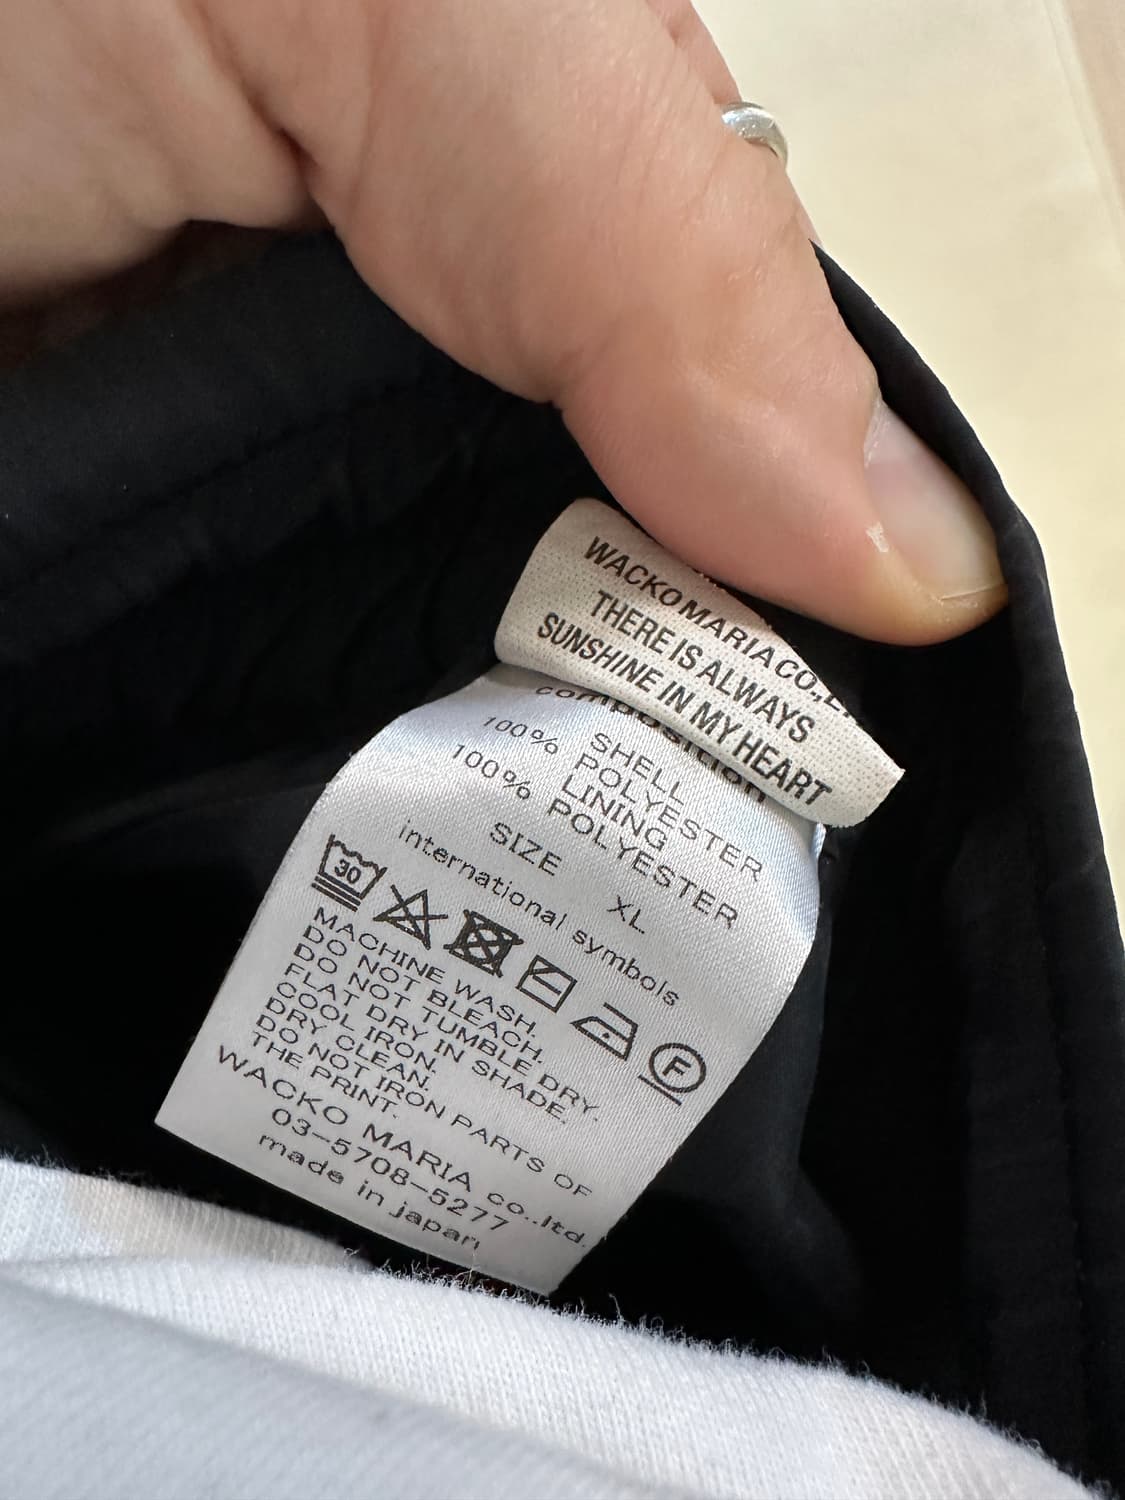 WACKO MARIA CO.,
THERE IS ALWAYS
SUNSHINE IN MY HEART
composition
SHELL
100% POLYESTER
LINING
100% POLYESTER
SIZE XL
international symbols
30
F
MACHINE WASH.
DO NOT BLEACH.
DO NOT TUMBLE DRY.
FLAT DRY IN SHADE.
COOL IRON.
DRY CLEAN.
DO NOT IRON PARTS OF
THE PRINT.
WACKO MARIA co.,ltd.
03-5708-5277
made in japan